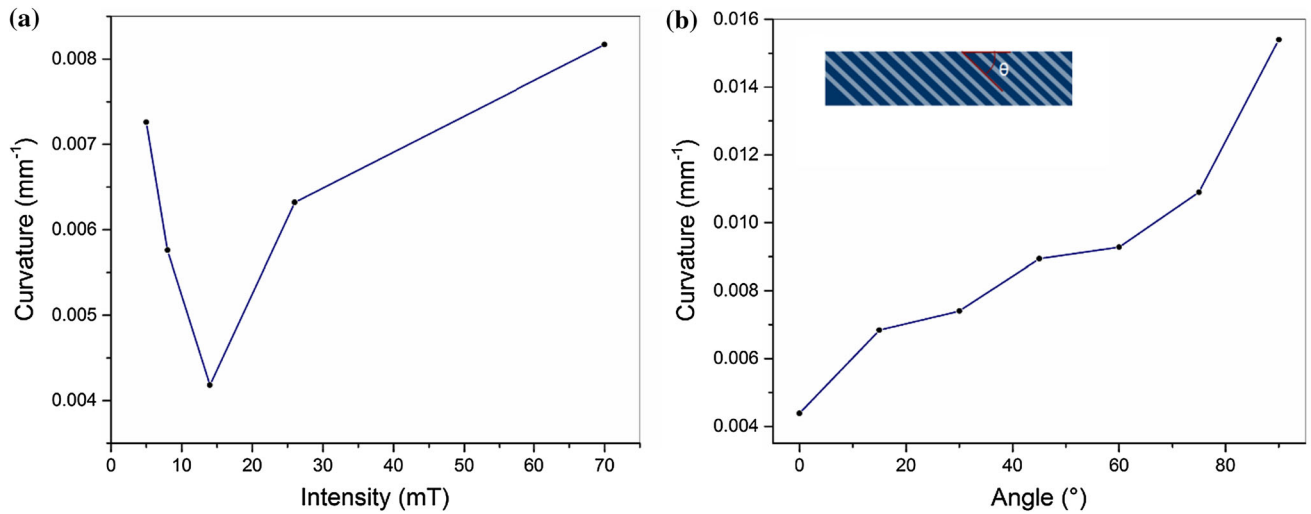 (a)
0.008
0.007
0.006
0.005
0.004
Curvature (mm⁻¹)
0 10 20 30 40 50 60 70
Intensity (mT)
(b)
0.016
0.014
0.012
0.010
0.008
0.006
0.004
Curvature (mm⁻¹)
θ
0 20 40 60 80
Angle (°)